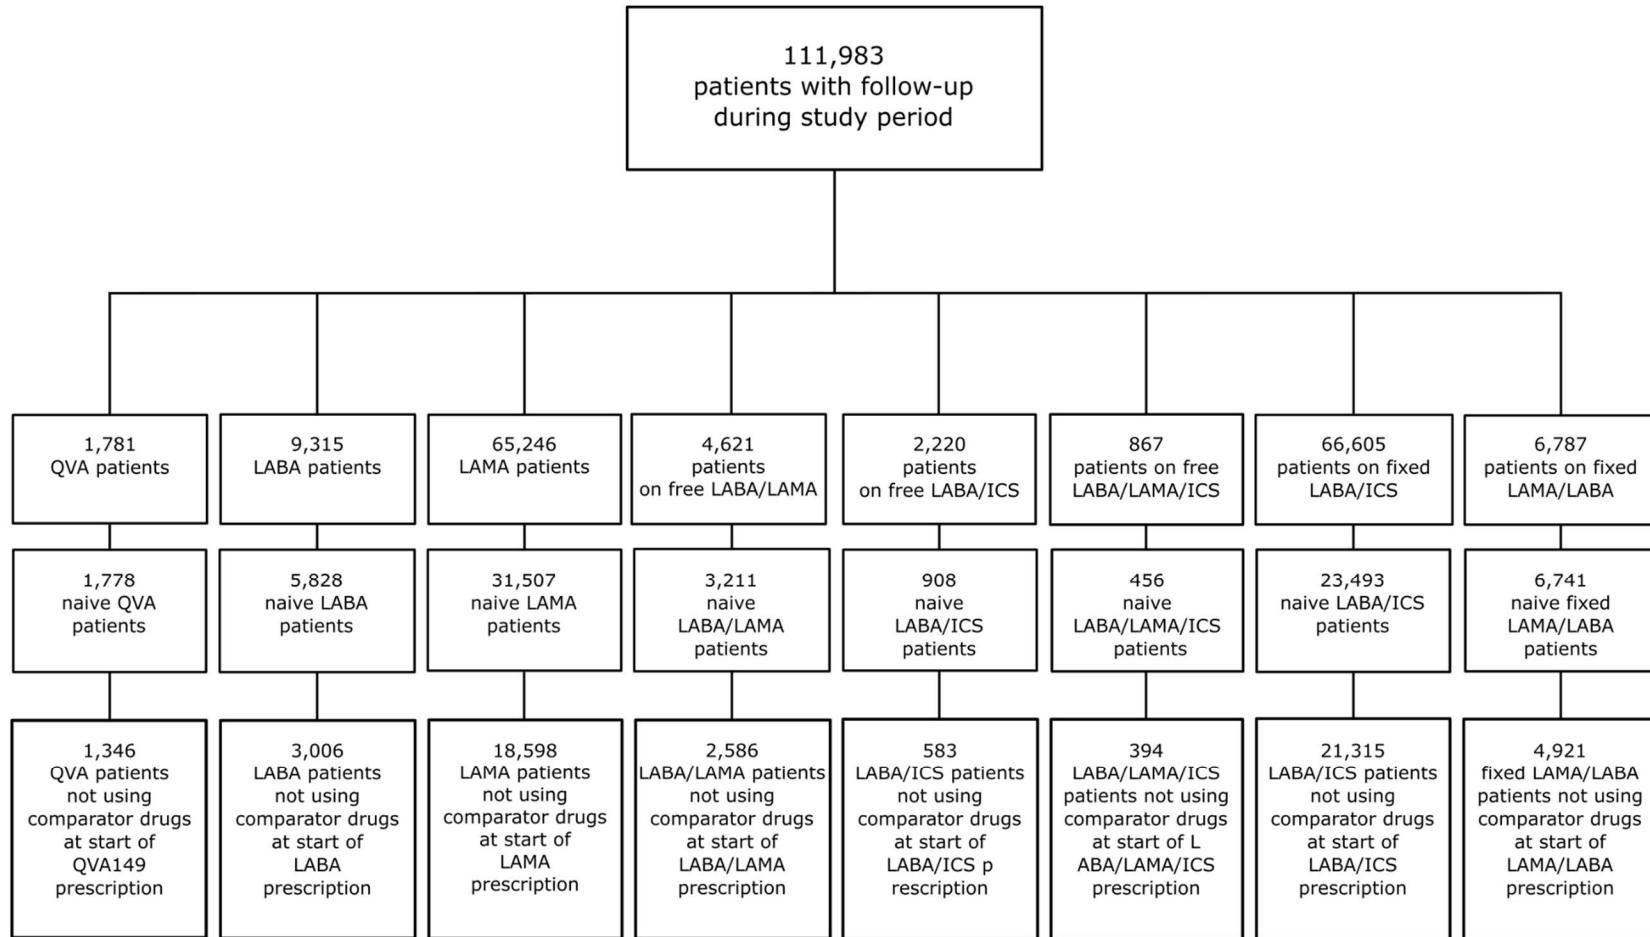 111,983
patients with follow-up
during study period
1,781
QVA patients
9,315
LABA patients
65,246
LAMA patients
4,621
patients
on free LABA/LAMA
2,220
patients
on free LABA/ICS
867
patients on free
LABA/LAMA/ICS
66,605
patients on fixed
LABA/ICS
6,787
patients on fixed
LAMA/LABA
1,778
naive QVA
patients
5,828
naive LABA
patients
31,507
naive LAMA
patients
3,211
naive
LABA/LAMA
patients
908
naive
LABA/ICS
patients
456
naive
LABA/LAMA/ICS
patients
23,493
naive LABA/ICS
patients
6,741
naive fixed
LAMA/LABA
patients
1,346
QVA patients
not using
comparator drugs
at start of
QVA149
prescription
3,006
LABA patients
not using
comparator drugs
at start of
LABA
prescription
18,598
LAMA patients
not using
comparator drugs
at start of
LAMA
prescription
2,586
LABA/LAMA patients
not using
comparator drugs
at start of
LABA/LAMA
prescription
583
LABA/ICS patients
not using
comparator drugs
at start of
LABA/ICS p
rescription
394
LABA/LAMA/ICS
patients not using
comparator drugs
at start of L
ABA/LAMA/ICS
prescription
21,315
LABA/ICS patients
not using
comparator drugs
at start of
LABA/ICS
prescription
4,921
fixed LAMA/LABA
patients not using
comparator drugs
at start of
LAMA/LABA
prescription